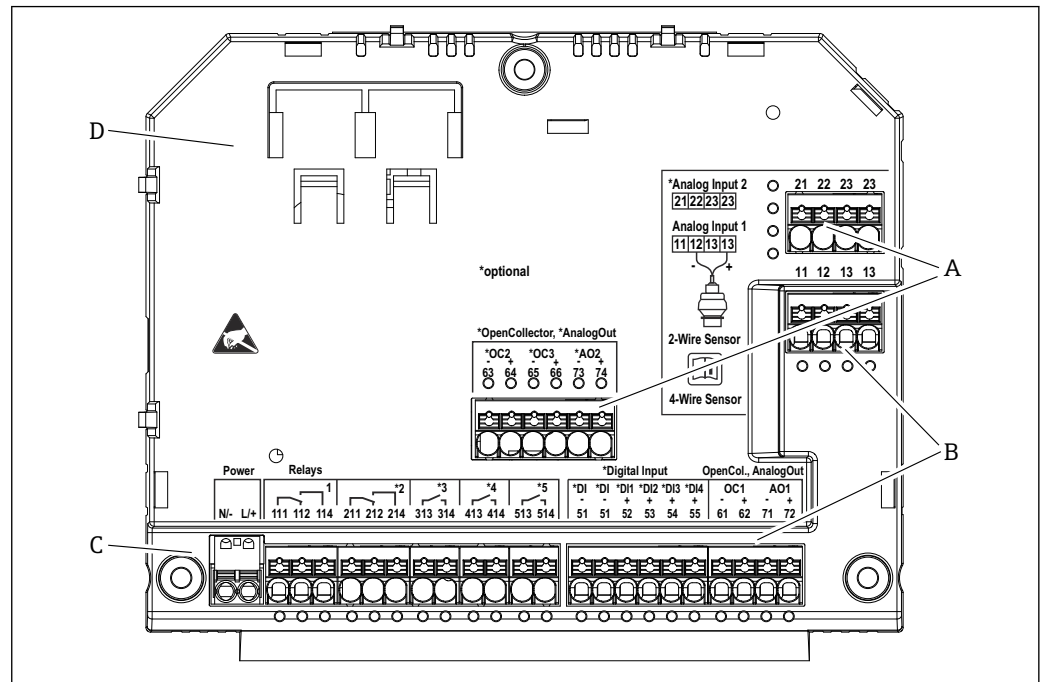 D
*Analog Input 2
21 22 23 23
21 22 23 23
Analog Input 1
11 12 13 13
- +
A
11 12 13 13
*optional
*OpenCollector, *AnalogOut
*OC2 *OC3 *AO2
- + - + - +
63 64 65 66 73 74
2-Wire Sensor
4-Wire Sensor
B
Power Relays *Digital Input OpenCol., AnalogOut
1 *2 *3 *4 *5 *DI *DI *DI1 *DI2 *DI3 *DI4 OC1 AO1
- - + + + + - + - +
N/- L/+ 111 112 114 211 212 214 313 314 413 414 513 514 51 51 52 53 54 55 61 62 71 72
C